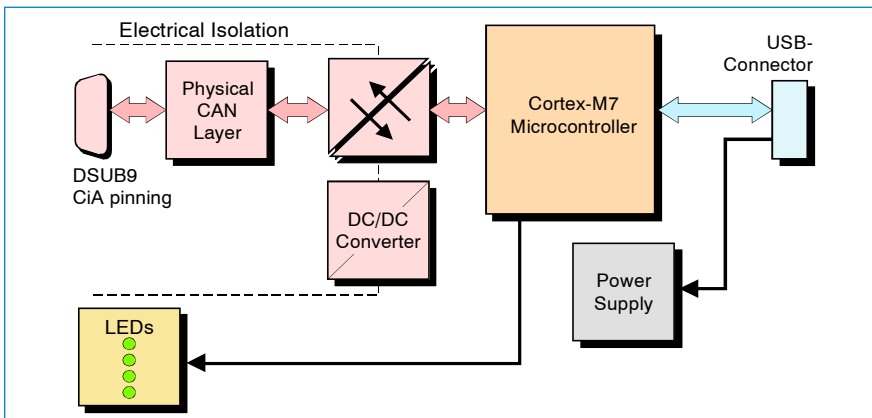 Electrical Isolation
USB-
Connector
Physical
CAN
Layer
Cortex-M7
Microcontroller
DSUB9
CiA pinning
DC/DC
Converter
Power
Supply
LEDs